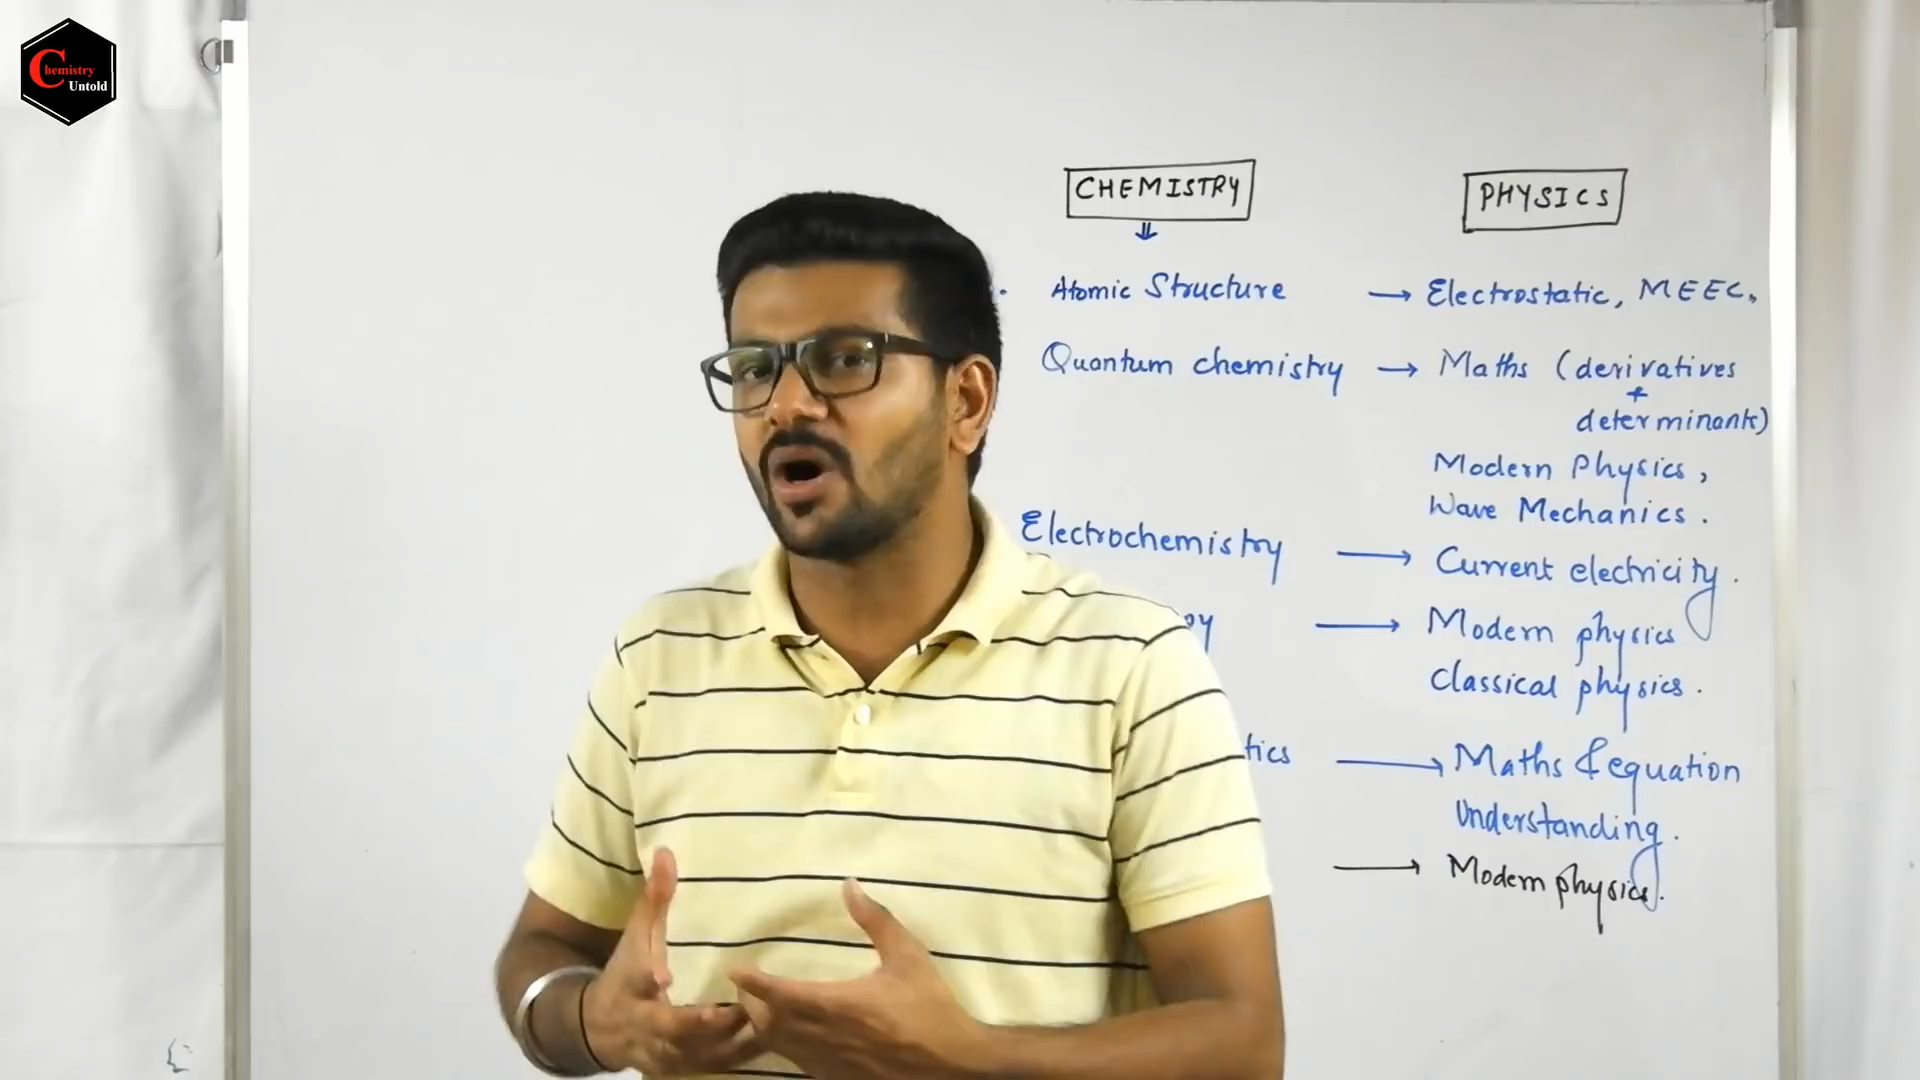 Chemistry
Untold
CHEMISTRY
PHYSICS
Atomic Structure → Electrostatic, MEEC.
Quantum chemistry → Maths (derivatives
+
determinants)
Modern Physics,
Wave Mechanics.
Electrochemistry → Current electricity.
→ Modern physics
Classical physics.
→ Maths & equation
Understanding.
→ Modern physics.